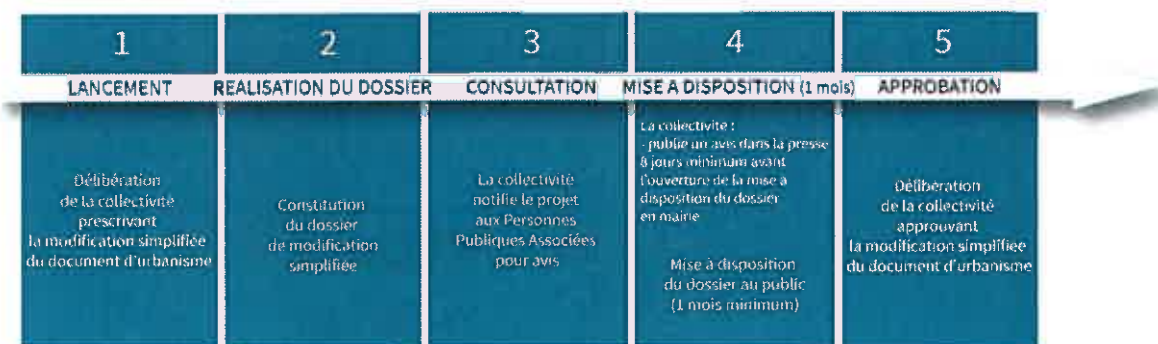 1
LANCEMENT
Délibération
de la collectivité
prescrivant
la modification simplifiée
du document d'urbanisme
2
REALISATION DU DOSSIER
Constitution
du dossier
de modification
simplifiée
3
CONSULTATION
La collectivité
notifie le projet
aux Personnes
Publiques Associées
pour avis
4
MISE A DISPOSITION (1 mois)
La collectivité :
- publie un avis dans la presse
8 jours minimum avant
l'ouverture de la mise à
disposition du dossier
en mairie
Mise à disposition
du dossier au public
(1 mois minimum)
5
APPROBATION
Délibération
de la collectivité
approuvant
la modification simplifiée
du document d'urbanisme